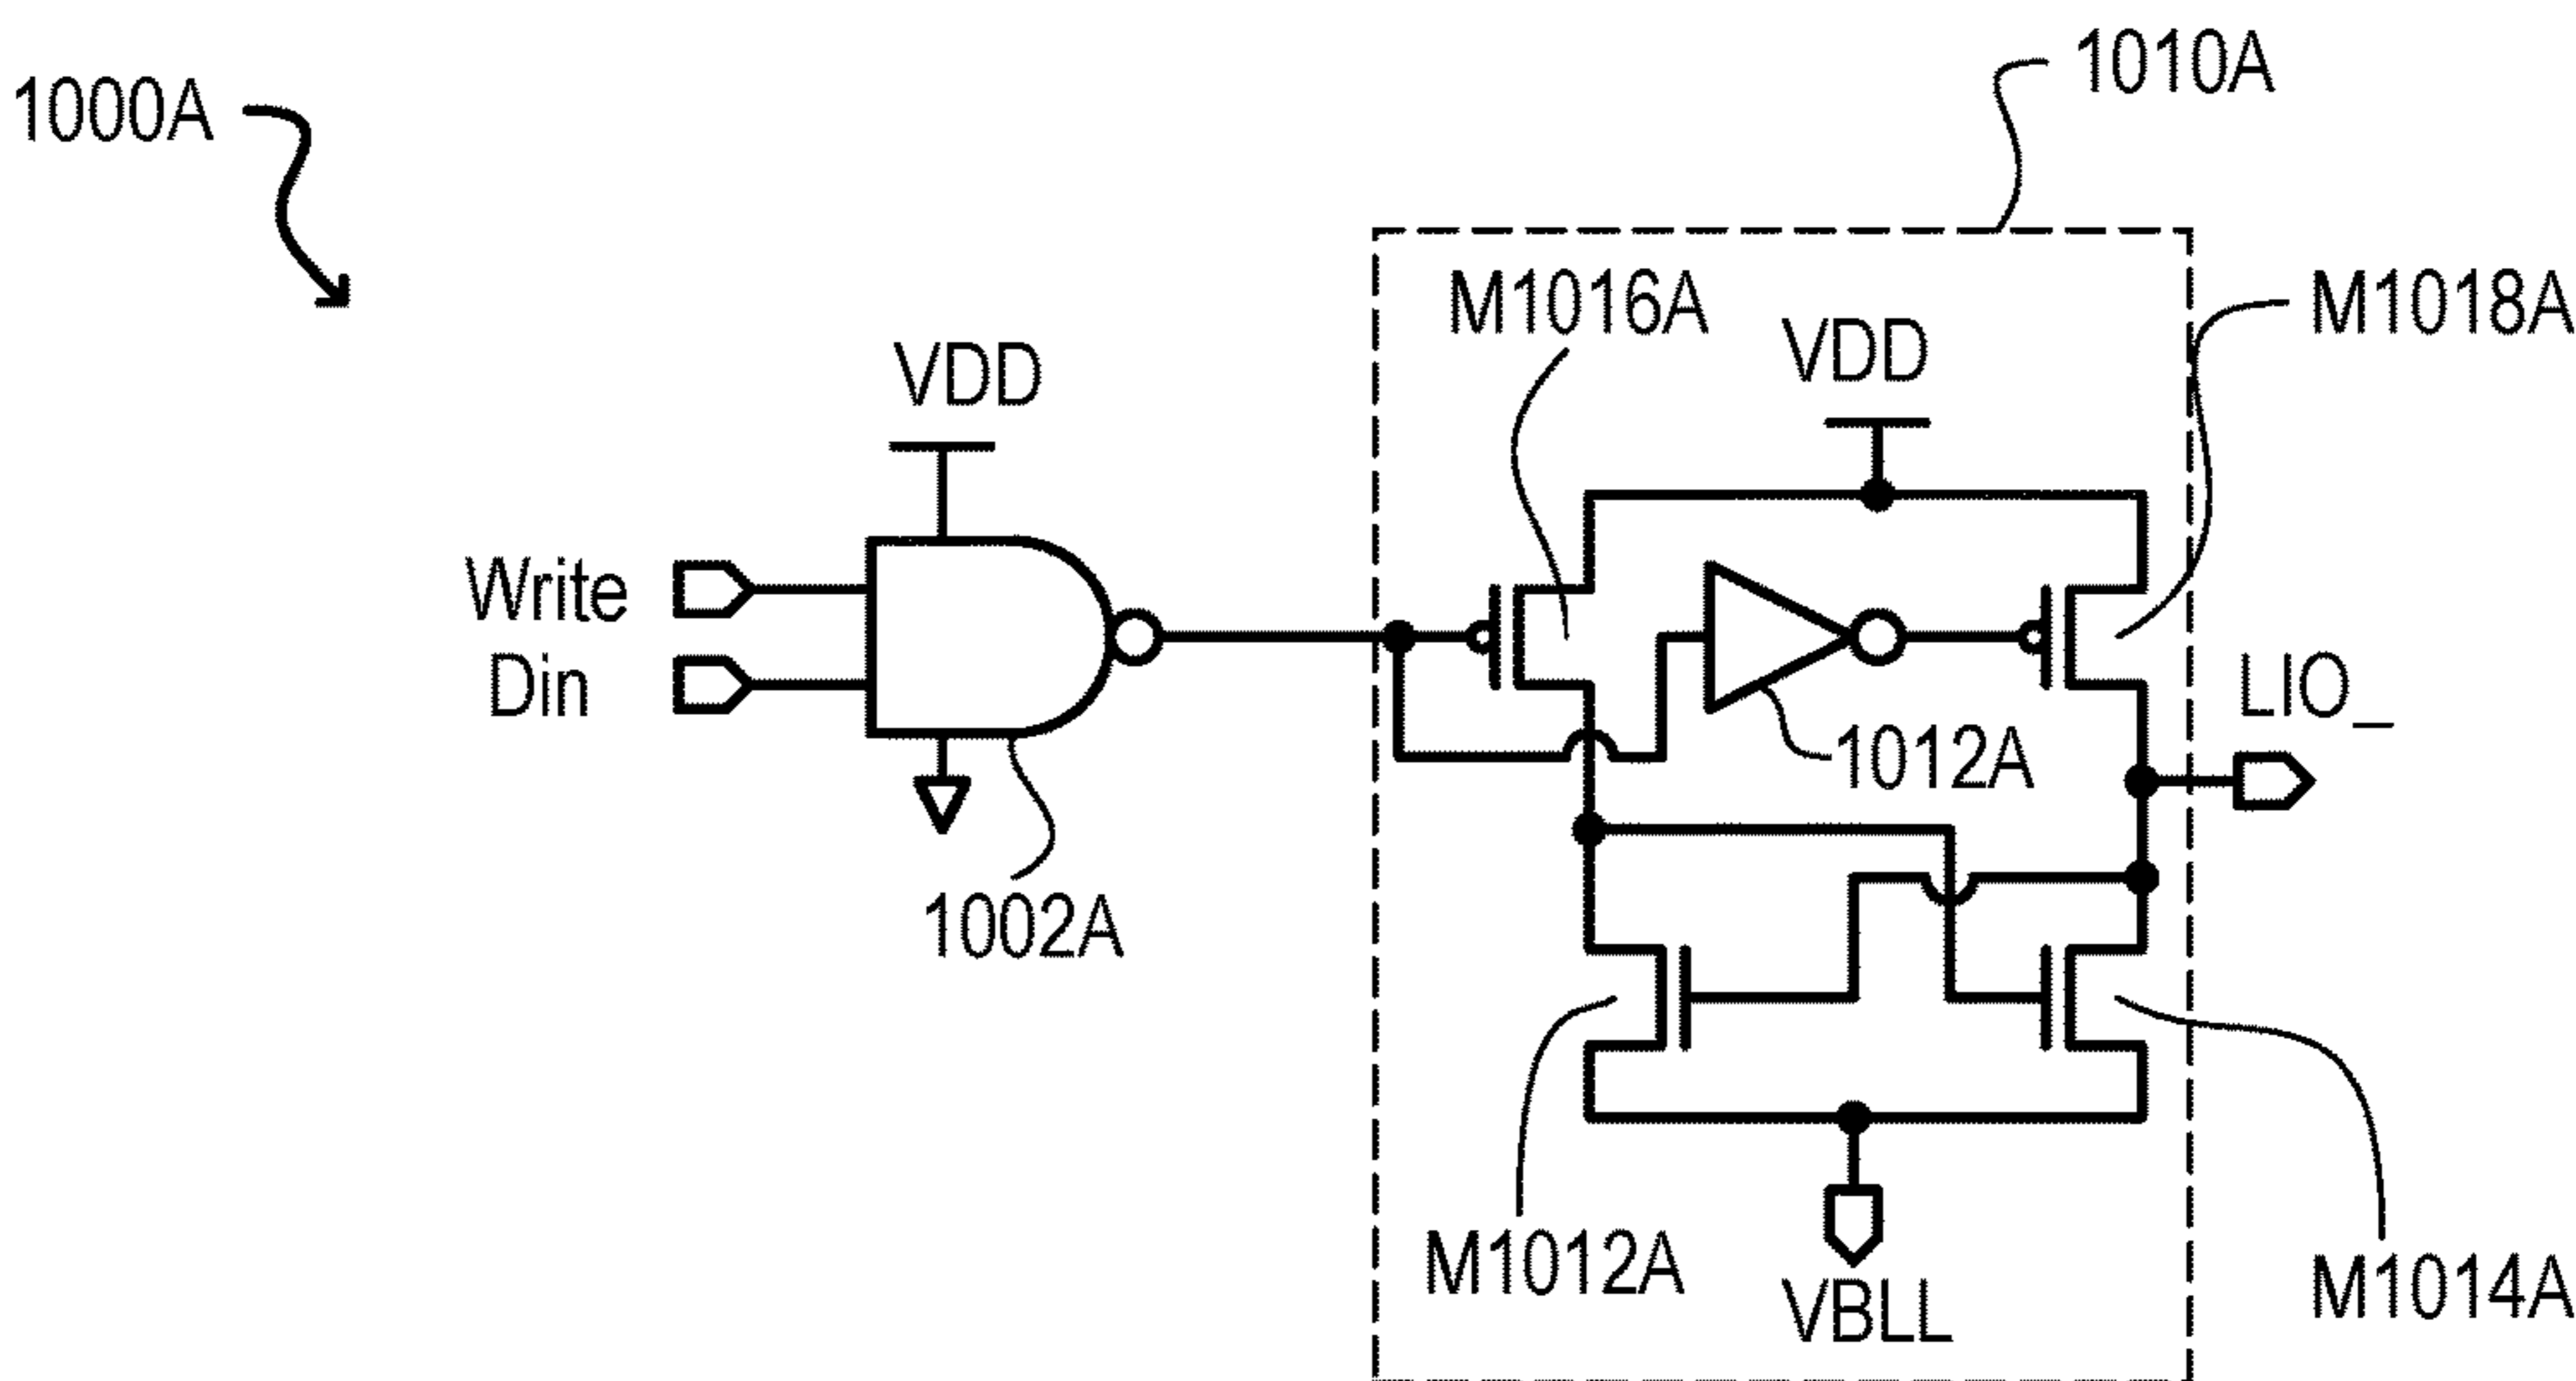 1010A
1000A
M1016A
M1018A
VDD
VDD
Write
Din
LIO_
1012A
1002A
M1012A
M1014A
VBLL